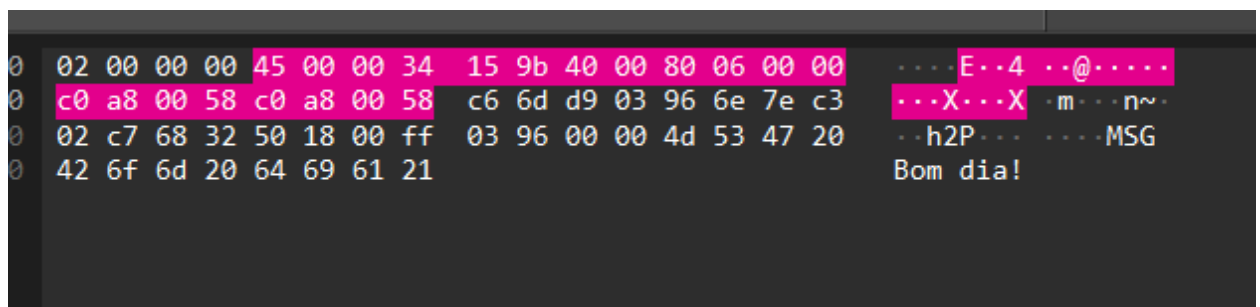 0 02 00 00 00 45 00 00 34 15 9b 40 00 80 06 00 00 ····E··4 ··@·····
0 c0 a8 00 58 c0 a8 00 58 c6 6d d9 03 96 6e 7e c3 ···X···X ·m···n~·
0 02 c7 68 32 50 18 00 ff 03 96 00 00 4d 53 47 20 ··h2P··· ····MSG
0 42 6f 6d 20 64 69 61 21 Bom dia!